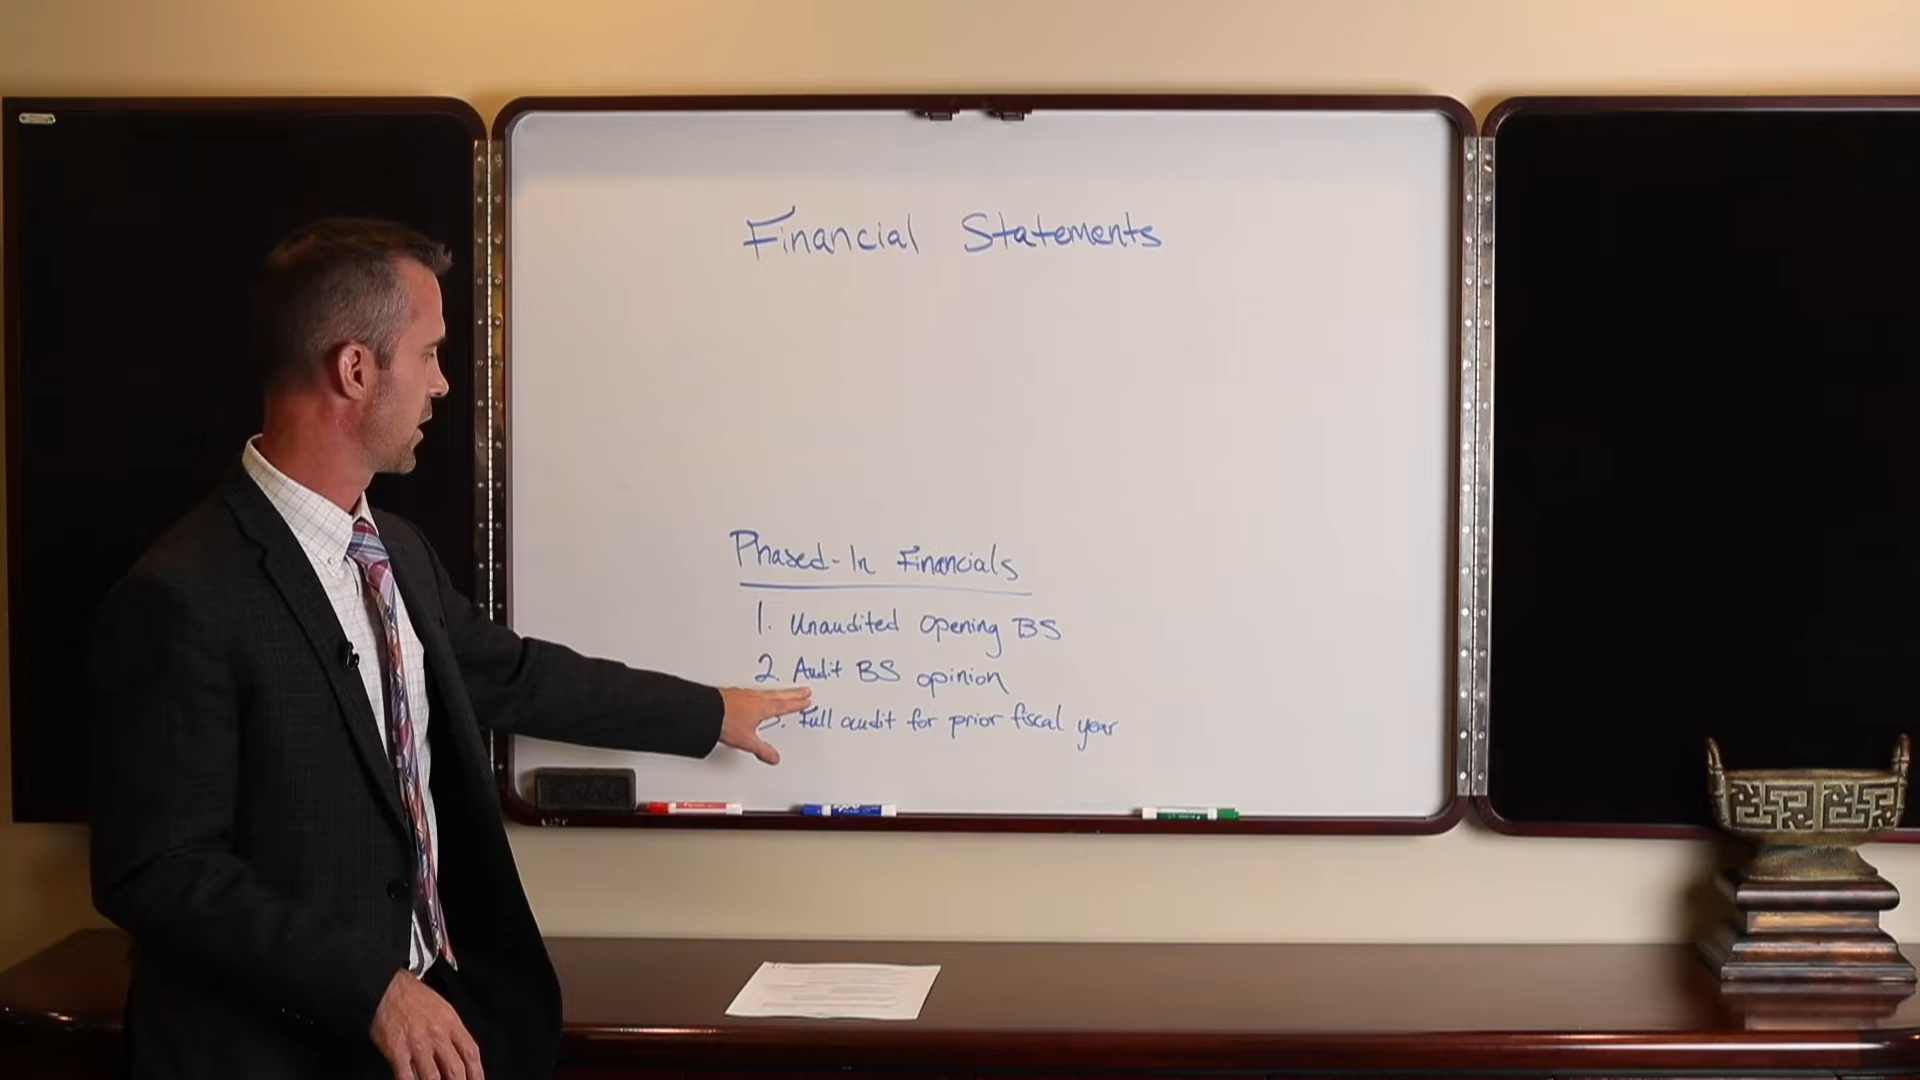 Financial Statements
Phased-In Financials
1. Unaudited Opening BS
2. Audit BS opinion
3. Full audit for prior fiscal year